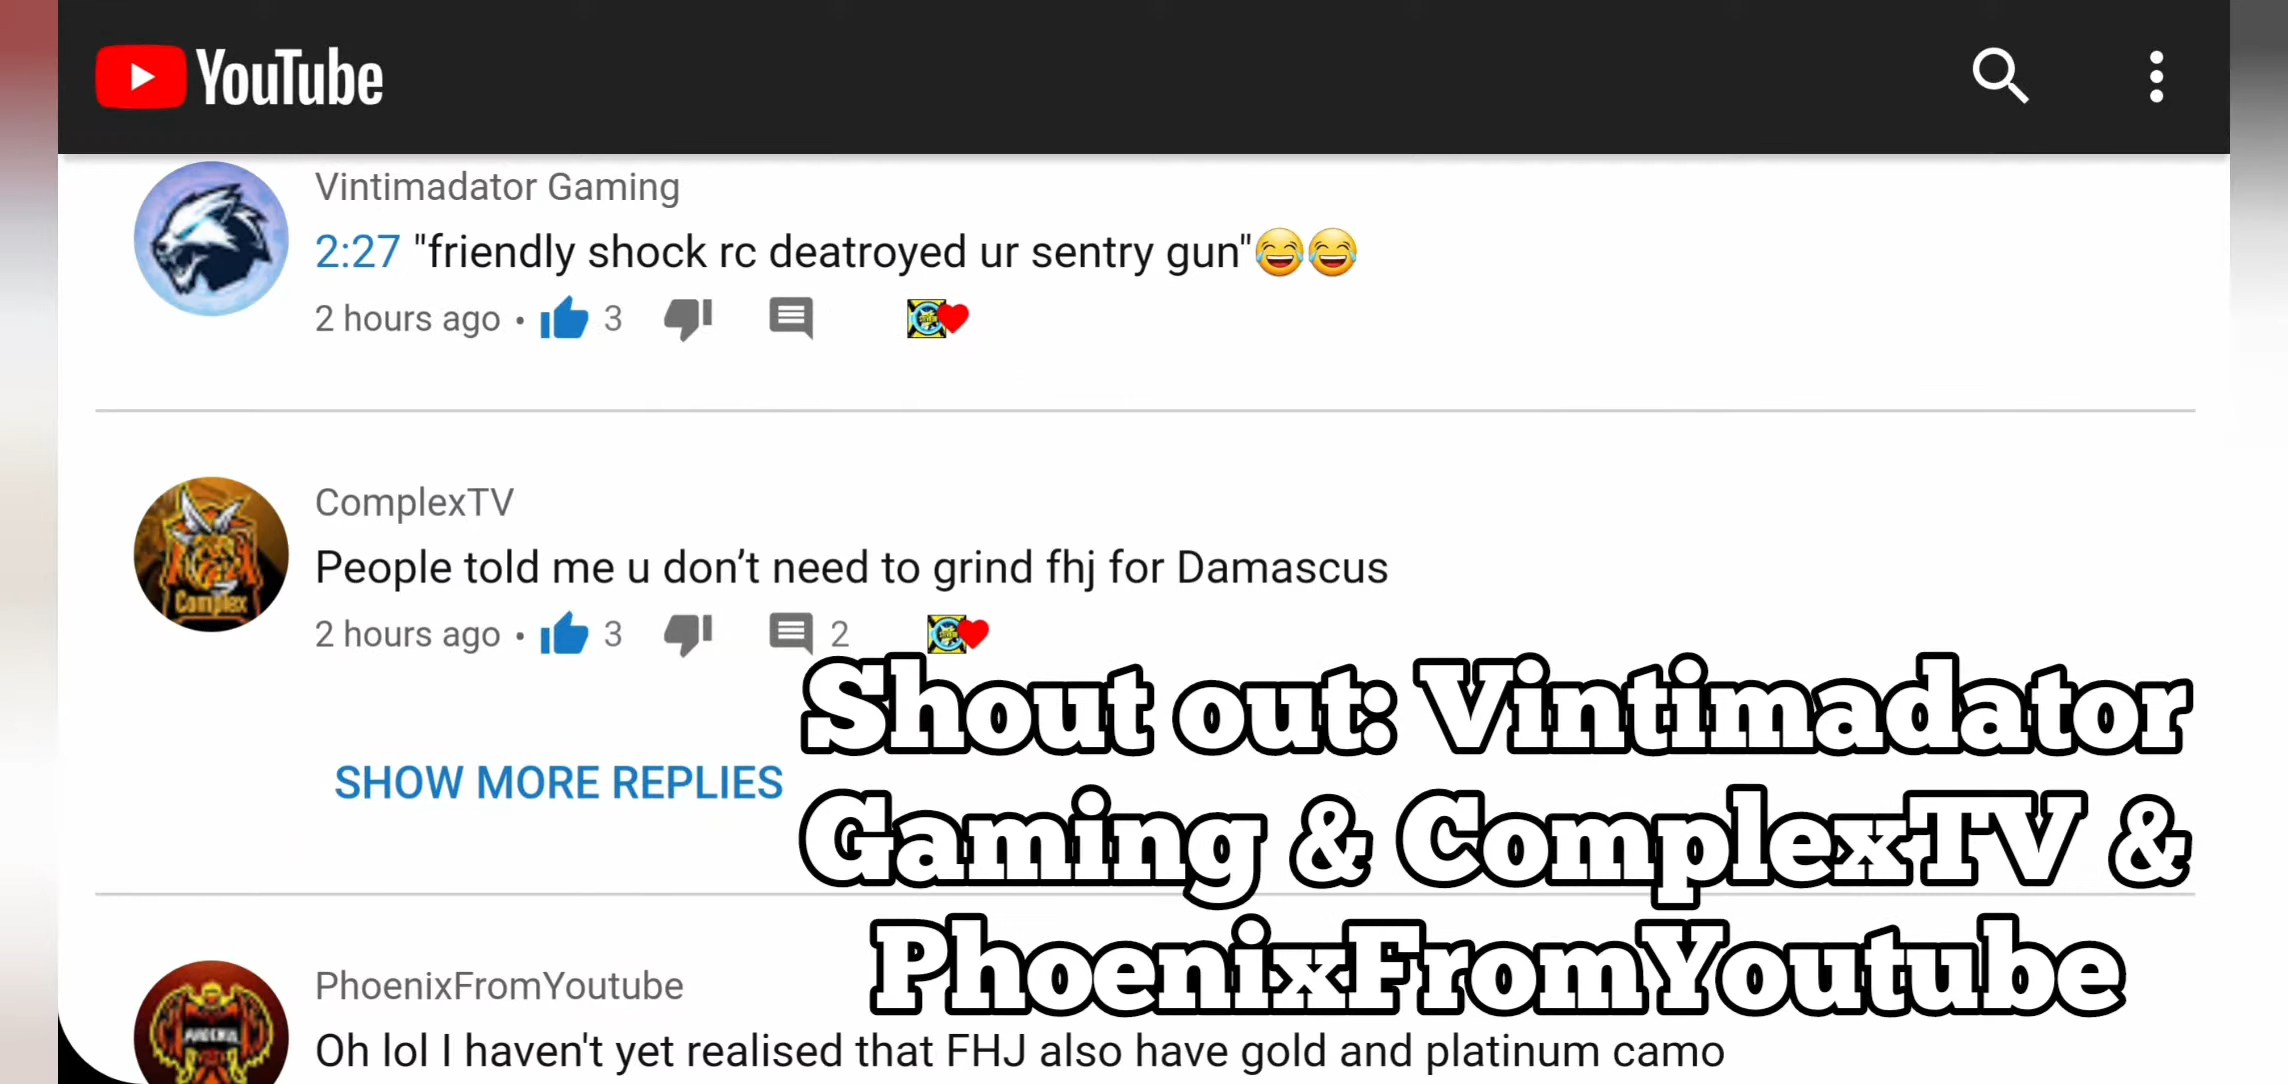 YouTube
Vintimadator Gaming
2:27 "friendly shock rc deatroyed ur sentry gun"😂😂
2 hours ago • 3
ComplexTV
Complex
People told me u don’t need to grind fhj for Damascus
2 hours ago • 3 2
Shout out: Vintimadator
SHOW MORE REPLIES
Gaming & ComplexTV &
PhoenixFromYoutube
PhoenixFromYoutube
Oh lol I haven't yet realised that FHJ also have gold and platinum camo